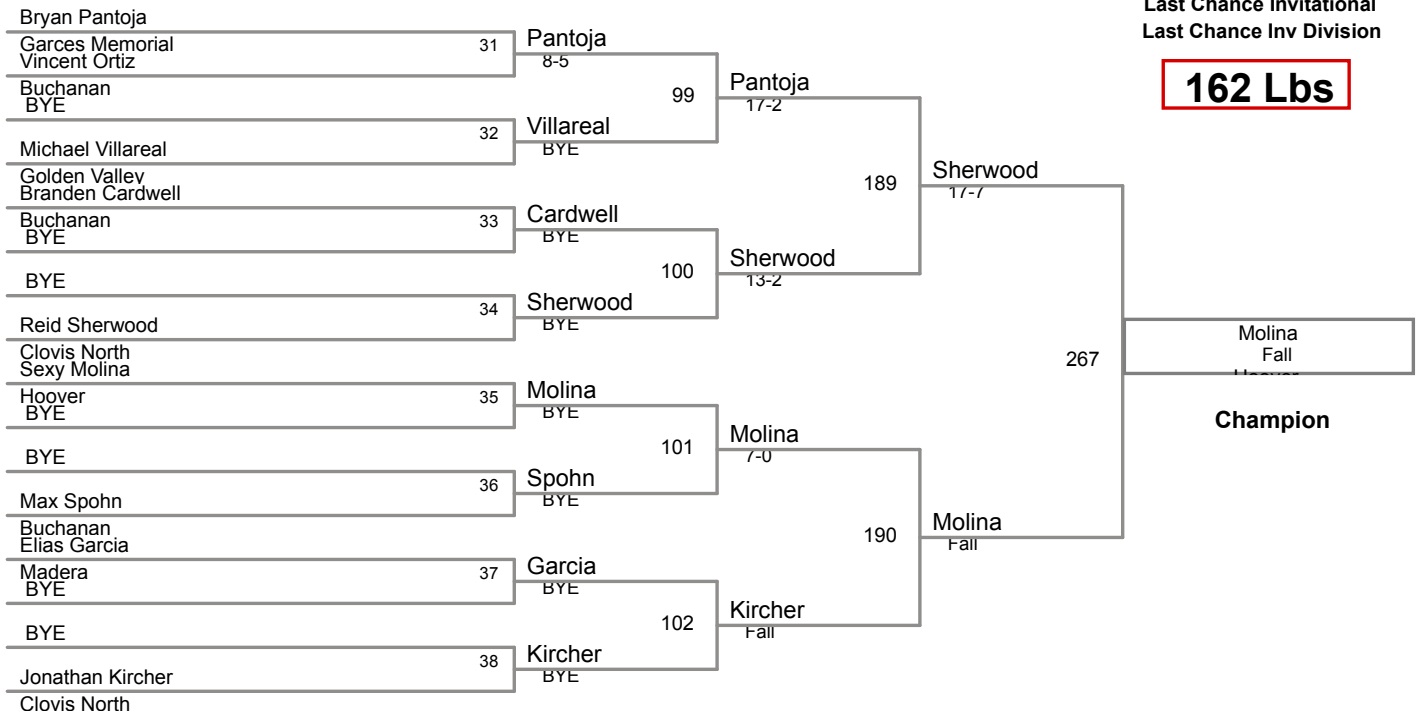 Last Chance Invitational
Last Chance Inv Division
162 Lbs
Bryan Pantoja
Garces Memorial
31
Vincent Ortiz
Buchanan
Pantoja
8-5
BYE
32
Michael Villareal
Golden Valley
Villareal
BYE
99
Pantoja
17-2
Branden Cardwell
Buchanan
33
BYE
Cardwell
BYE
BYE
34
Reid Sherwood
Clovis North
Sherwood
BYE
100
Sherwood
13-2
189
Sherwood
17-7
Sexy Molina
Hoover
35
BYE
Molina
BYE
BYE
36
Max Spohn
Buchanan
Spohn
BYE
101
Molina
7-0
Elias Garcia
Madera
37
BYE
Garcia
BYE
BYE
38
Jonathan Kircher
Clovis North
Kircher
BYE
102
Kircher
Fall
190
Molina
Fall
267
Molina
Fall
Hoover
Champion